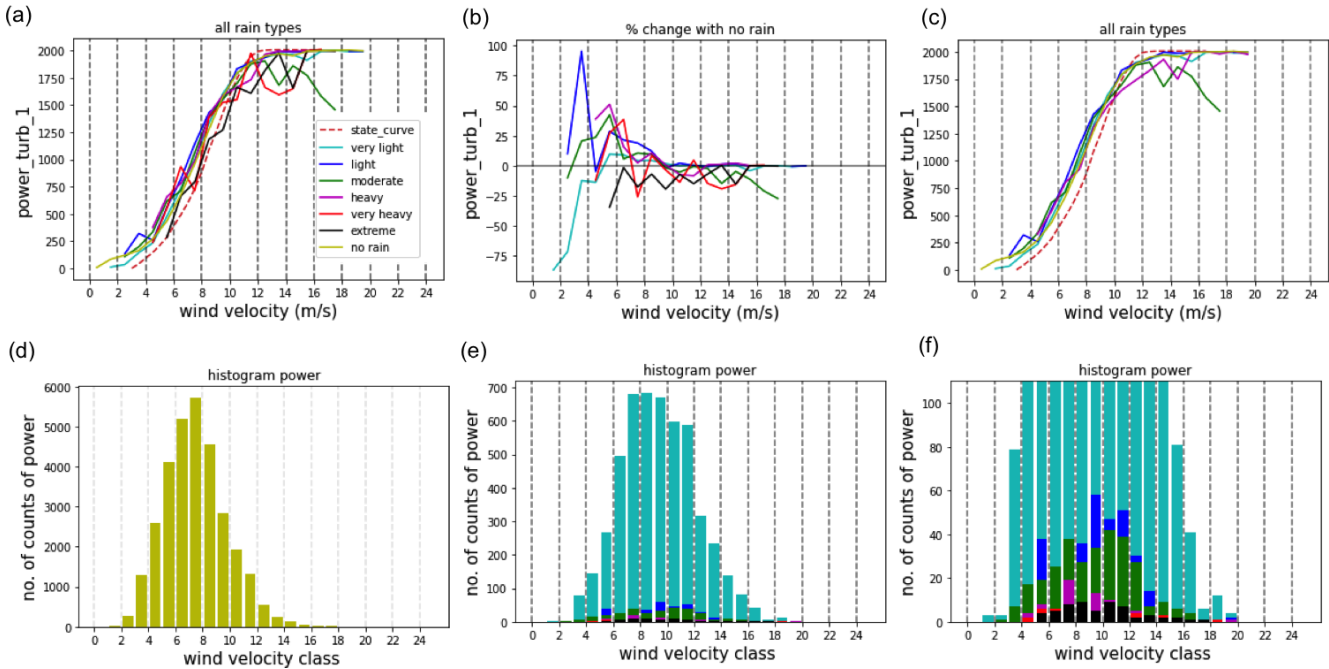 (a)
all rain types
power_turb_1
2000
1750
1500
1250
1000
750
500
250
0
state_curve
very light
light
moderate
heavy
very heavy
extreme
no rain
0 2 4 6 8 10 12 14 16 18 20 22 24
wind velocity (m/s)
(b)
% change with no rain
power_turb_1
100
75
50
25
0
−25
−50
−75
0 2 4 6 8 10 12 14 16 18 20 22 24
wind velocity (m/s)
(c)
all rain types
power_turb_1
2000
1750
1500
1250
1000
750
500
250
0
0 2 4 6 8 10 12 14 16 18 20 22 24
wind velocity (m/s)
(d)
histogram power
no. of counts of power
6000
5000
4000
3000
2000
1000
0
0 2 4 6 8 10 12 14 16 18 20 22 24
wind velocity class
(e)
histogram power
no. of counts of power
700
600
500
400
300
200
100
0
0 2 4 6 8 10 12 14 16 18 20 22 24
wind velocity class
(f)
histogram power
no. of counts of power
100
80
60
40
20
0
0 2 4 6 8 10 12 14 16 18 20 22 24
wind velocity class